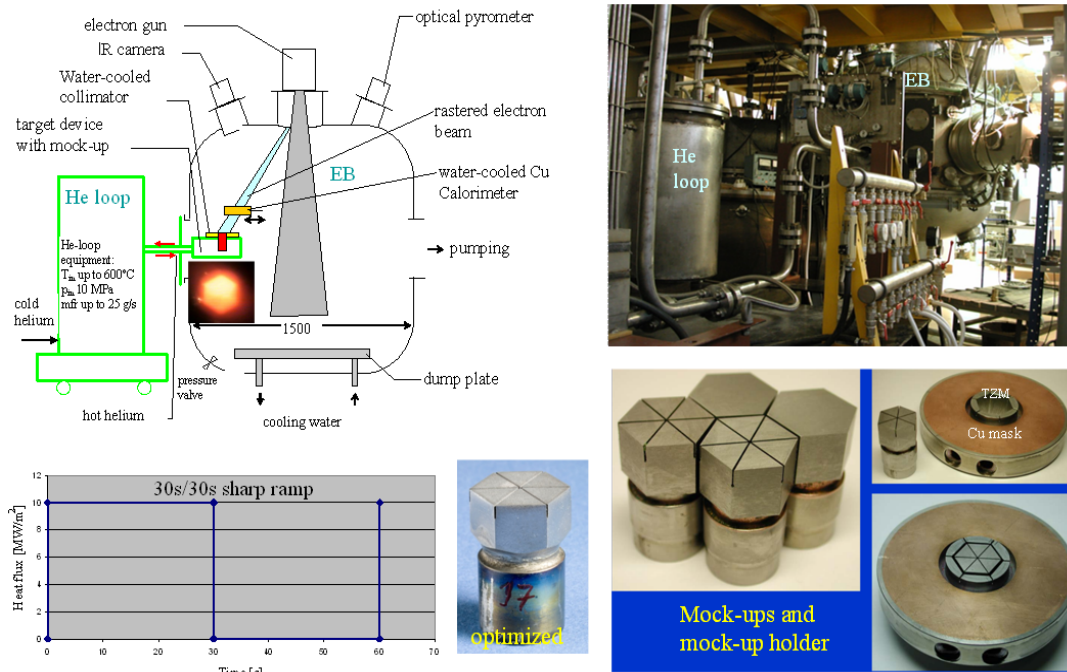 electron gun
IR camera
Water-cooled
collimator
target device
with mock-up
optical pyrometer
rastered electron
beam
EB
water-cooled Cu
Calorimeter
pumping
He loop
He-loop
equipment:
T_in up to 600°C
p_in 10 MPa
mfr up to 25 g/s
cold
helium
1500
pressure
valve
dump plate
hot helium
cooling water
EB
He
loop
30s/30s sharp ramp
Heat flux [MW/m²]
12
10
8
6
4
2
0
0 10 20 30 40 50 60 70
Time [s]
37
optimized
TZM
Cu mask
Mock-ups and
mock-up holder